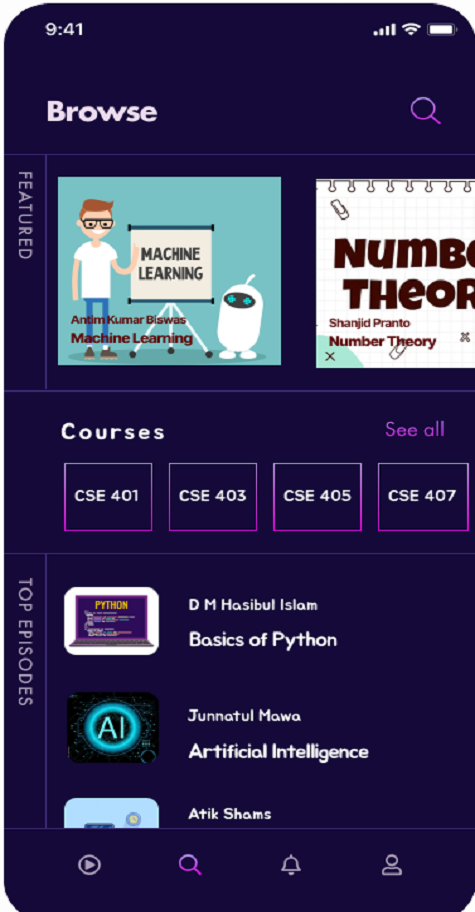 9:41
Browse
FEATURED
MACHINE
LEARNING
Antim Kumar Biswas
Machine Learning
Numbe
Theor
Shanjid Pranto
Number Theory
Courses
See all
CSE 401
CSE 403
CSE 405
CSE 407
TOP EPISODES
PYTHON
D M Hasibul Islam
Basics of Python
AI
Junnatul Mawa
Artificial Intelligence
Atik Shams